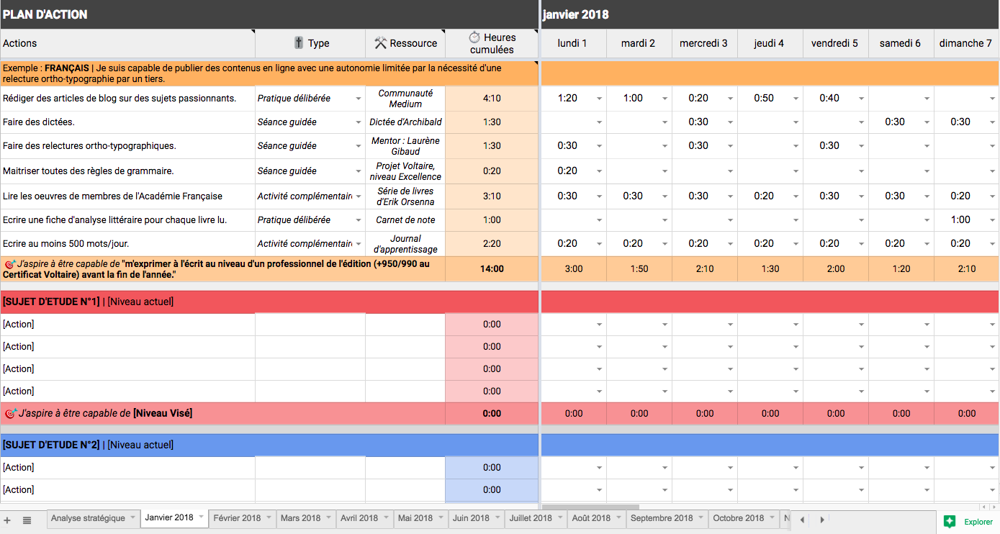 PLAN D'ACTION janvier 2018
Actions Type Ressource Heures cumulées lundi 1 mardi 2 mercredi 3 jeudi 4 vendredi 5 samedi 6 dimanche 7
Exemple : FRANÇAIS | Je suis capable de publier des contenus en ligne avec une autonomie limitée par la nécessité d'une
relecture ortho-typographie par un tiers.
Rédiger des articles de blog sur des sujets passionnants. Pratique délibérée Communauté Medium 4:10 1:20 1:00 0:20 0:50 0:40
Faire des dictées. Séance guidée Dictée d'Archibald 1:30 0:30 0:30 0:30
Faire des relectures ortho-typographiques. Séance guidée Mentor : Laurène Gibaud 1:30 0:30 0:30 0:30
Maitriser toutes des règles de grammaire. Séance guidée Projet Voltaire, niveau Excellence 0:20 0:20
Lire les oeuvres de membres de l'Académie Française Activité complémentair Série de livres d'Erik Orsenna 3:10 0:30 0:30 0:30 0:20 0:30 0:30 0:20
Ecrire une fiche d'analyse littéraire pour chaque livre lu. Pratique délibérée Carnet de note 1:00 1:00
Ecrire au moins 500 mots/jour. Activité complémentair Journal d'apprentissage 2:20 0:20 0:20 0:20 0:20 0:20 0:20 0:20
J'aspire à être capable de "m'exprimer à l'écrit au niveau d'un professionnel de l'édition (+950/990 au
Certificat Voltaire) avant la fin de l'année." 14:00 3:00 1:50 2:10 1:30 2:00 1:20 2:10
[SUJET D'ETUDE N°1] | [Niveau actuel]
[Action] 0:00
[Action] 0:00
[Action] 0:00
[Action] 0:00
J'aspire à être capable de [Niveau Visé] 0:00 0:00 0:00 0:00 0:00 0:00 0:00 0:00
[SUJET D'ETUDE N°2] | [Niveau actuel]
[Action] 0:00
[Action] 0:00
Analyse stratégique Janvier 2018 Février 2018 Mars 2018 Avril 2018 Mai 2018 Juin 2018 Juillet 2018 Août 2018 Septembre 2018 Octobre 2018 N Explorer